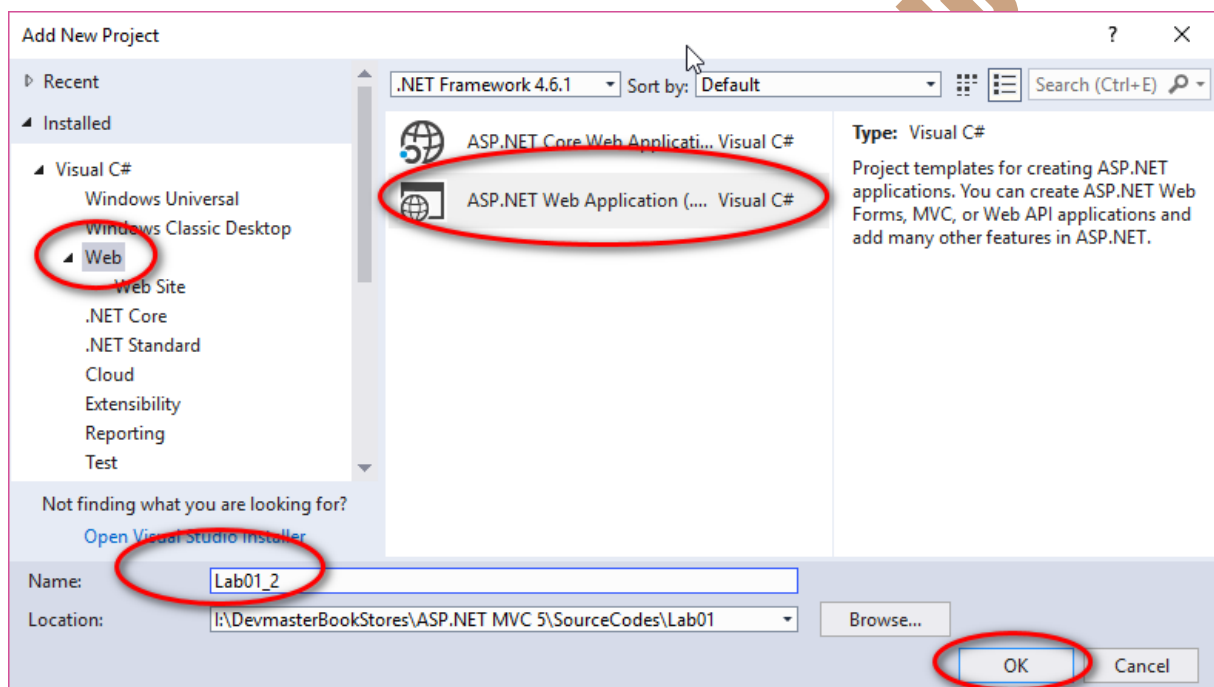 Add New Project
?
Recent
Installed
Visual C#
Windows Universal
Windows Classic Desktop
Web
Web Site
.NET Core
.NET Standard
Cloud
Extensibility
Reporting
Test
Not finding what you are looking for?
Open Visual Studio Installer
.NET Framework 4.6.1 Sort by: Default
Search (Ctrl+E)
ASP.NET Core Web Applicati... Visual C#
ASP.NET Web Application (.... Visual C#
Type: Visual C#
Project templates for creating ASP.NET
applications. You can create ASP.NET Web
Forms, MVC, or Web API applications and
add many other features in ASP.NET.
Name: Lab01_2
Location: I:\DevmasterBookStores\ASP.NET MVC 5\SourceCodes\Lab01 Browse...
OK Cancel